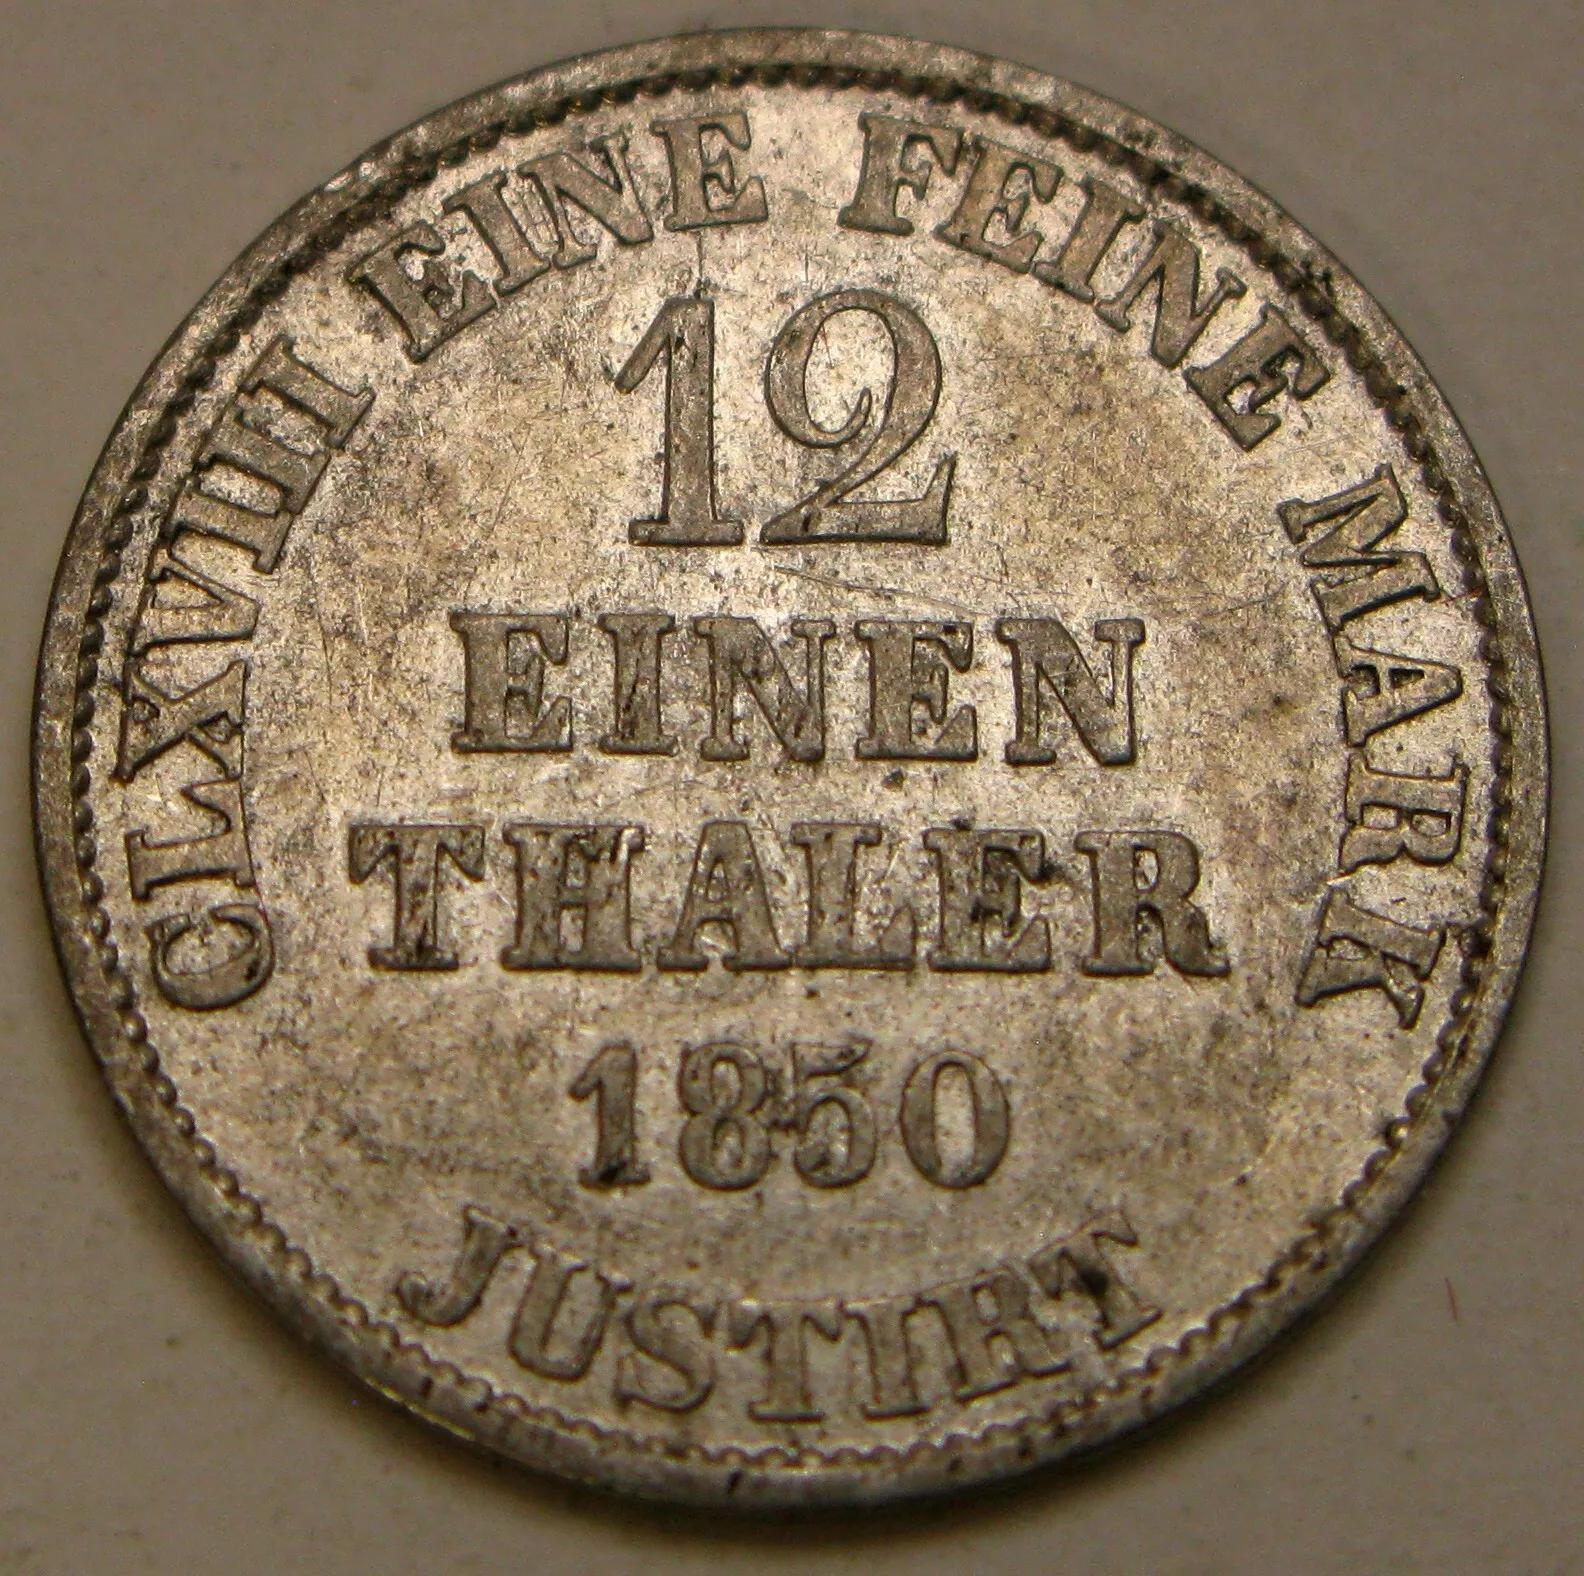 CLXVIII EINE FEINE MARK
12
EINEN
THALER
1850
JUSTIRT